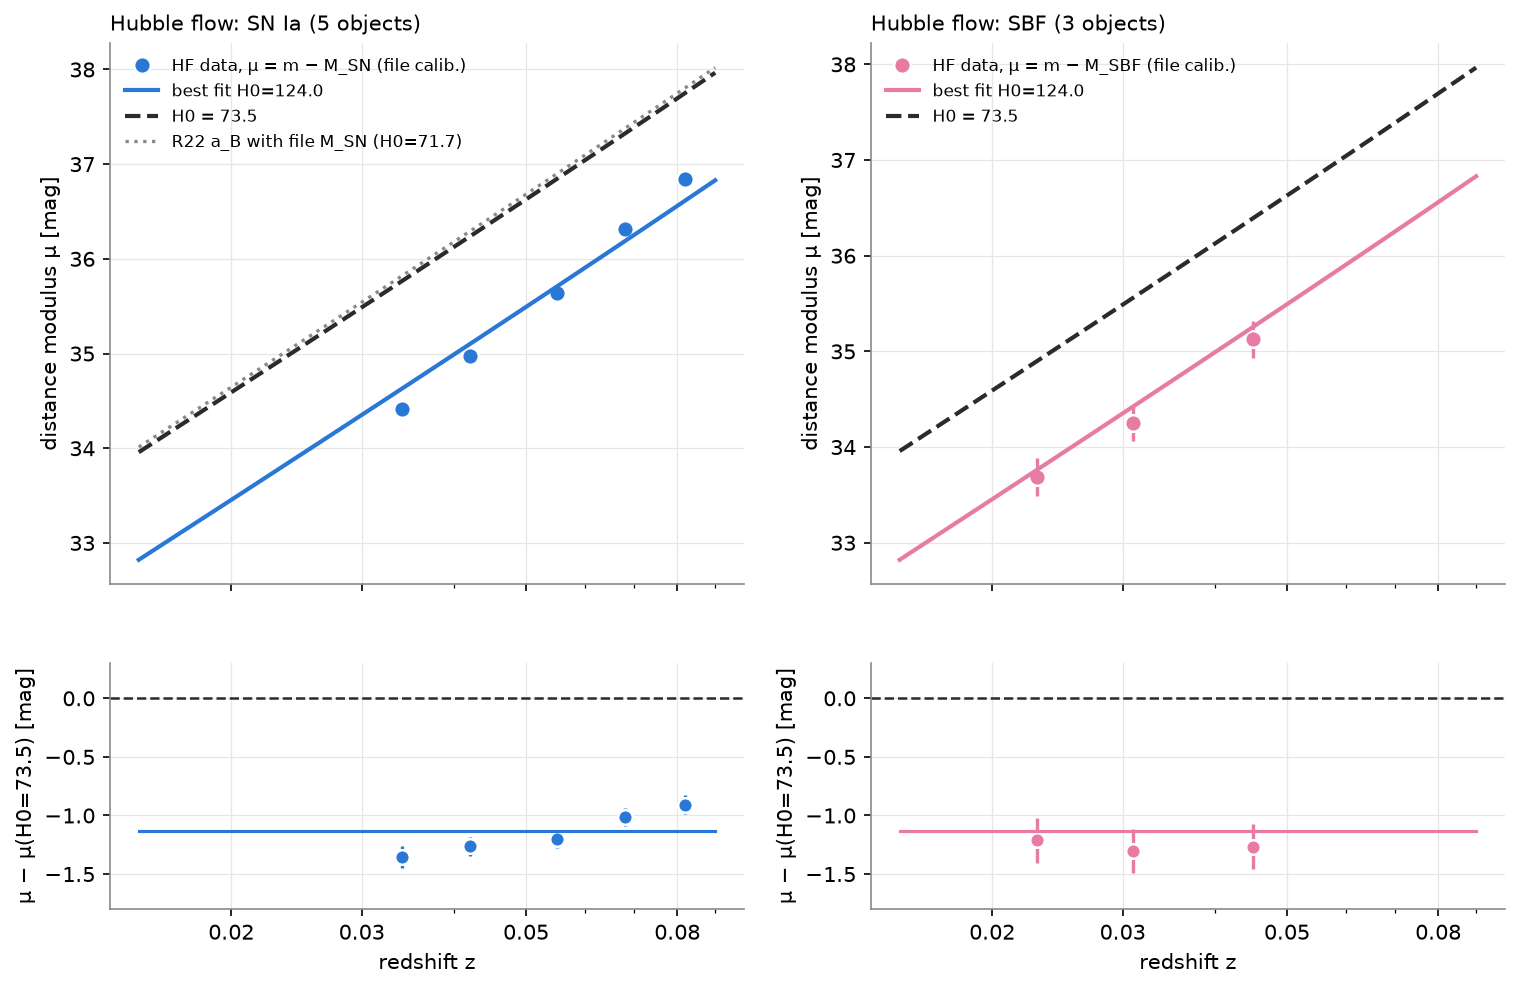 Hubble flow: SN Ia (5 objects)
HF data, μ = m − M_SN (file calib.)
best fit H0=124.0
H0 = 73.5
R22 a_B with file M_SN (H0=71.7)
distance modulus μ [mag]
38
37
36
35
34
33
Hubble flow: SBF (3 objects)
HF data, μ = m − M_SBF (file calib.)
best fit H0=124.0
H0 = 73.5
distance modulus μ [mag]
38
37
36
35
34
33
μ − μ(H0=73.5) [mag]
0.0
−0.5
−1.0
−1.5
0.02 0.03 0.05 0.08
redshift z
μ − μ(H0=73.5) [mag]
0.0
−0.5
−1.0
−1.5
0.02 0.03 0.05 0.08
redshift z